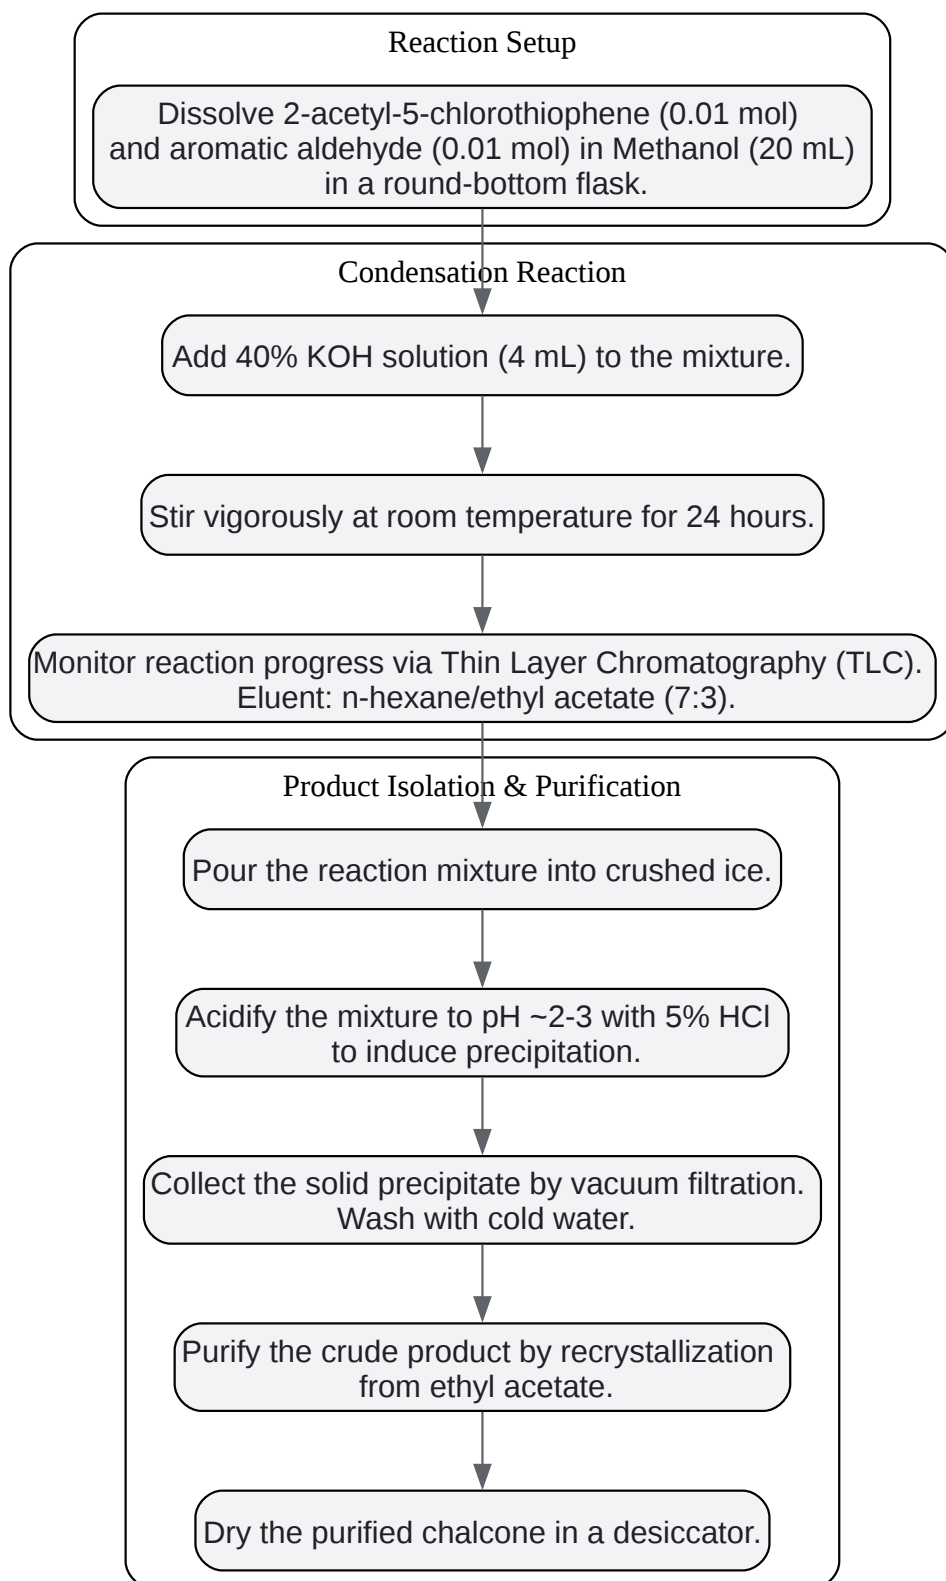 Reaction Setup
Dissolve 2-acetyl-5-chlorothiophene (0.01 mol)
and aromatic aldehyde (0.01 mol) in Methanol (20 mL)
in a round-bottom flask.
Condensation Reaction
Add 40% KOH solution (4 mL) to the mixture.
Stir vigorously at room temperature for 24 hours.
Monitor reaction progress via Thin Layer Chromatography (TLC).
Eluent: n-hexane/ethyl acetate (7:3).
Product Isolation & Purification
Pour the reaction mixture into crushed ice.
Acidify the mixture to pH ~2-3 with 5% HCl
to induce precipitation.
Collect the solid precipitate by vacuum filtration.
Wash with cold water.
Purify the crude product by recrystallization
from ethyl acetate.
Dry the purified chalcone in a desiccator.